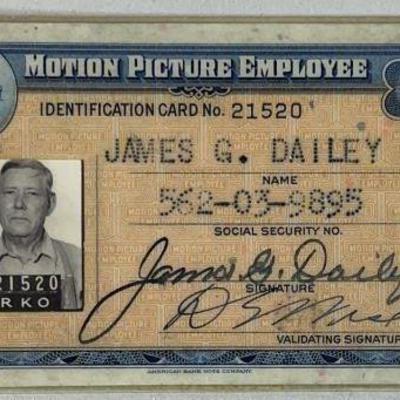 MOTION PICTURE EMPLOYEE
IDENTIFICATION CARD No. 21520
JAMES G. DAILEY
NAME
562-03-9895
SOCIAL SECURITY NO.
James G. Dailey
SIGNATURE
VALIDATING SIGNATUR
21520
RKO
AMERICAN BANK NOTE COMPANY